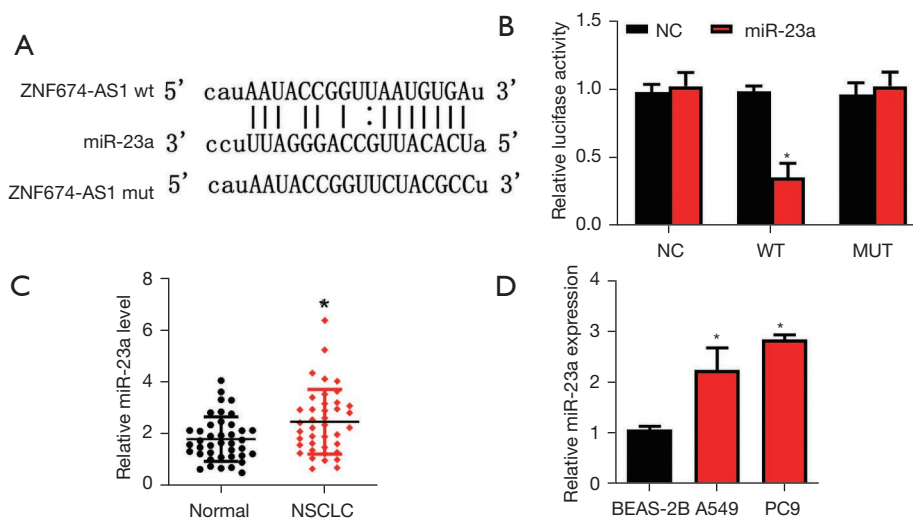 A
ZNF674-AS1 wt 5' cauAAUACCGGUUAAUGUGAu 3'
miR-23a 3' ccuUUAGGGACCGUUACACUa 5'
ZNF674-AS1 mut 5' cauAAUACCGGUUCUACGCCu 3'
B
NC miR-23a
Relative lucifase activity
1.5
1.0
0.5
0.0
*
NC WT MUT
C
Relative miR-23a level
8
6
4
2
0
*
Normal NSCLC
D
Relative miR-23a expression
4
3
2
1
0
* *
BEAS-2B A549 PC9